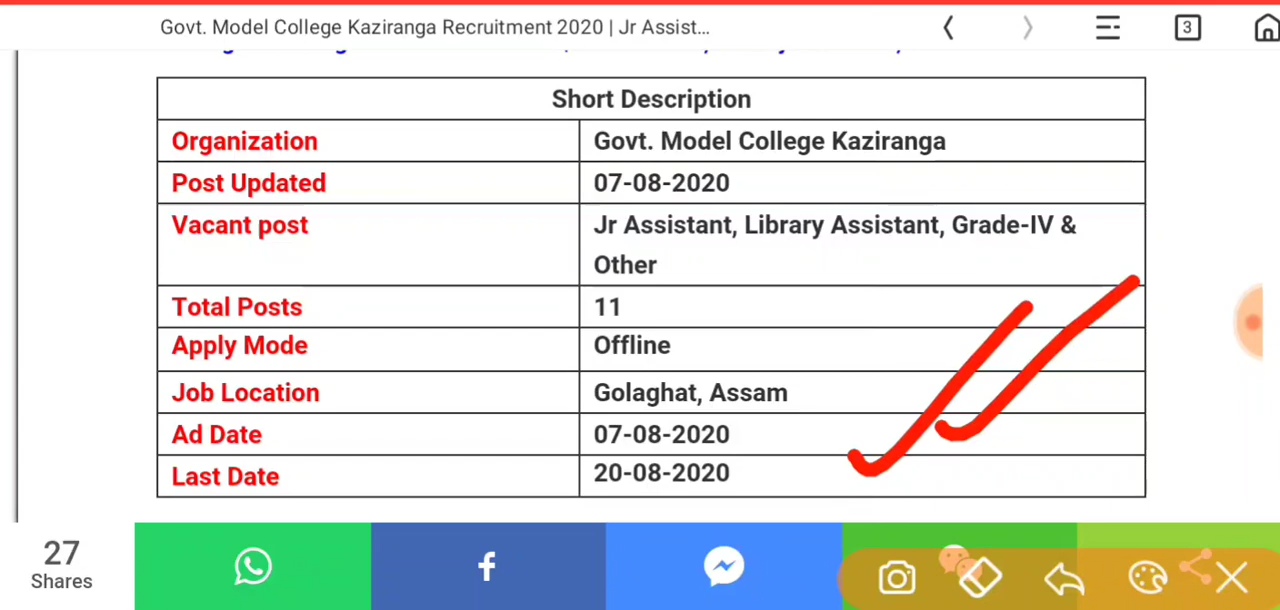 Govt. Model College Kaziranga Recruitment 2020 | Jr Assist...
3
Short Description
Organization Govt. Model College Kaziranga
Post Updated 07-08-2020
Vacant post Jr Assistant, Library Assistant, Grade-IV &
Other
Total Posts 11
Apply Mode Offline
Job Location Golaghat, Assam
Ad Date 07-08-2020
Last Date 20-08-2020
27
Shares